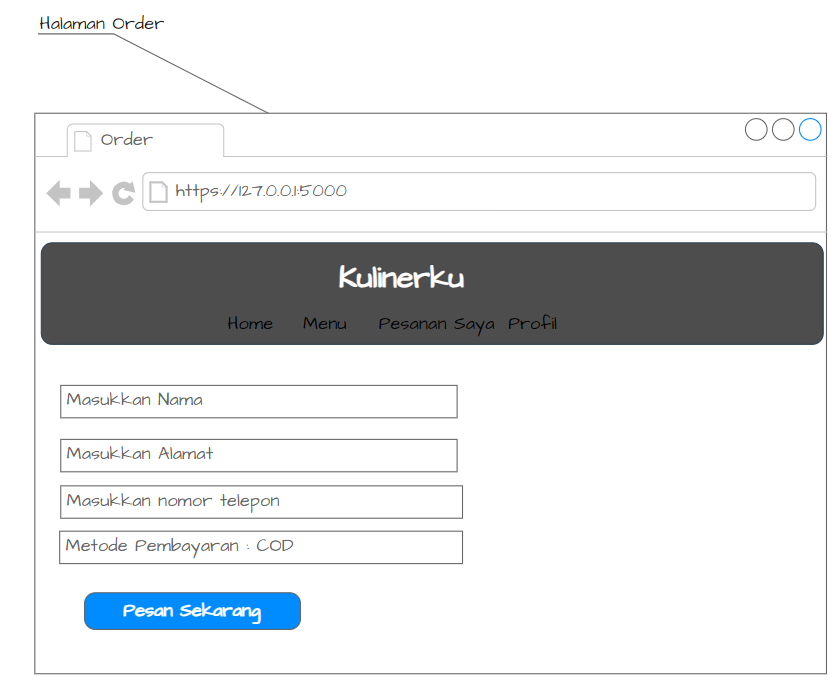 Halaman Order
Order
https://127.0.0.1:5000
Kulinerku
Home Menu Pesanan Saya Profil
Masukkan Nama
Masukkan Alamat
Masukkan nomor telepon
Metode Pembayaran : COD
Pesan Sekarang